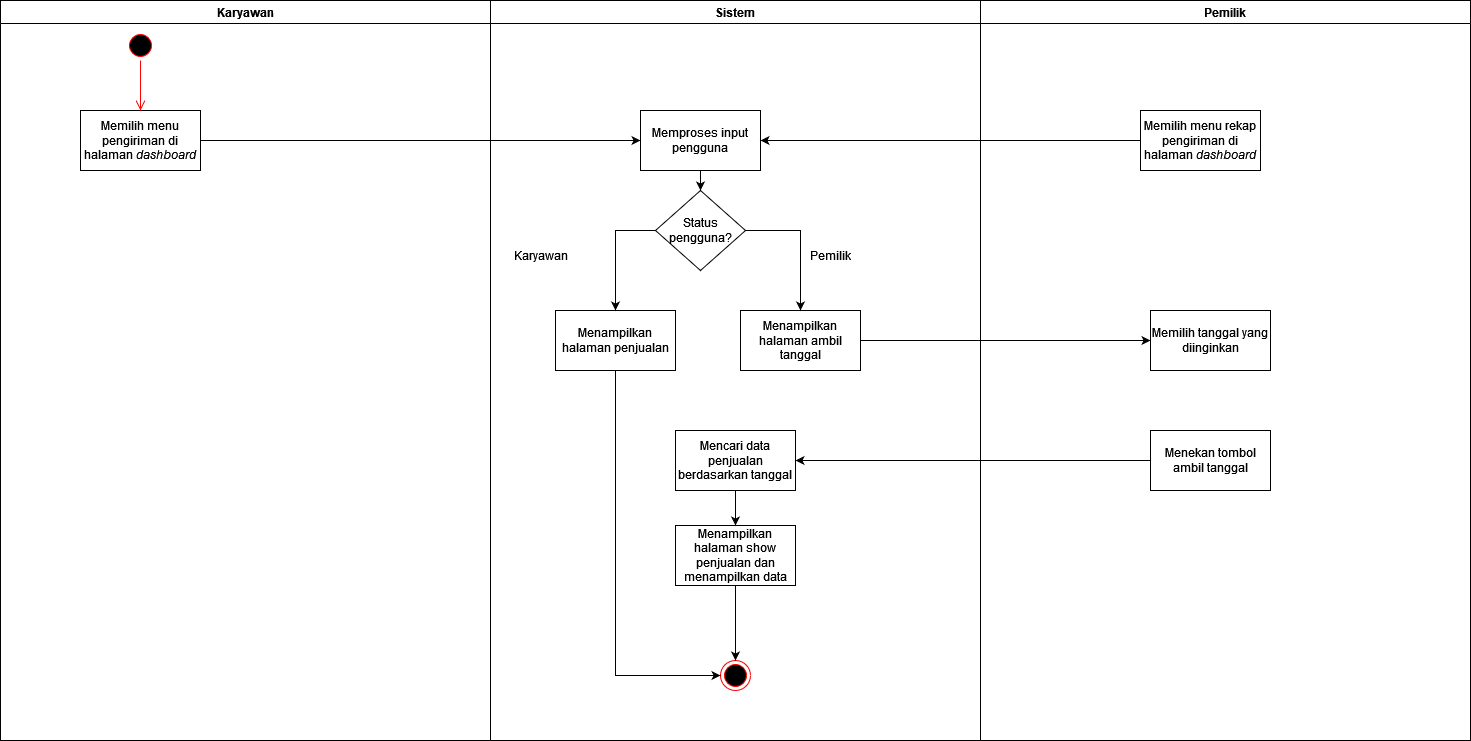 Karyawan
Sistem
Pemilik
Memilih menu
pengiriman di
halaman dashboard
Memproses input
pengguna
Memilih menu rekap
pengiriman di
halaman dashboard
Status
pengguna?
Karyawan
Pemilik
Menampilkan
halaman penjualan
Menampilkan
halaman ambil
tanggal
Memilih tanggal yang
diinginkan
Mencari data
penjualan
berdasarkan tanggal
Menekan tombol
ambil tanggal
Menampilkan
halaman show
penjualan dan
menampilkan data